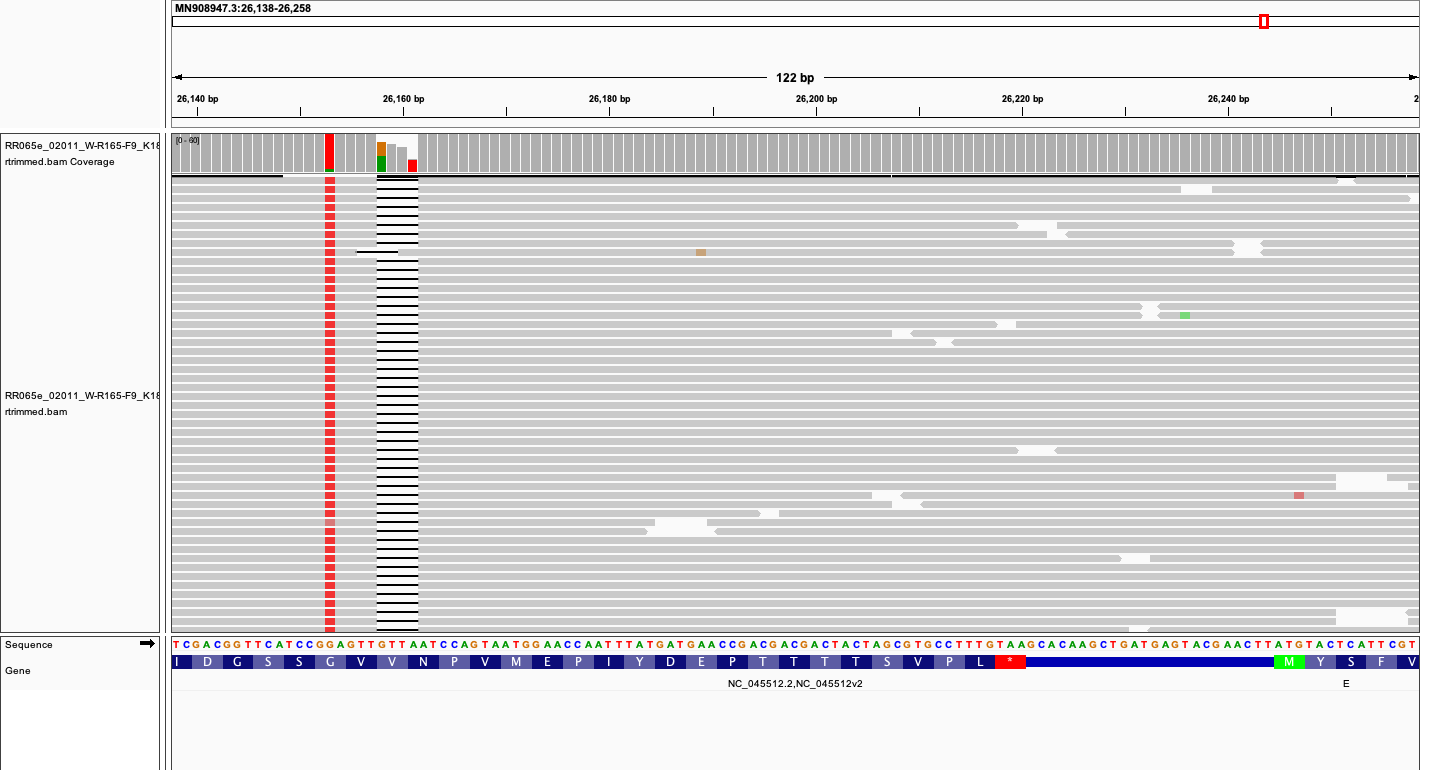 MN908947.3:26,138-26,258
122 bp
26,140 bp 26,160 bp 26,180 bp 26,200 bp 26,220 bp 26,240 bp 2
RR065e_02011_W-R165-F9_K18
rtrimmed.bam Coverage
[0 - 60]
RR065e_02011_W-R165-F9_K18
rtrimmed.bam
Sequence
TCGACGGTTCATCCGGAGTTGTTAATCCAGTAATGGAACCAATTTATGATGAACCGACGACGACTACTAGCGTGCCTTTGTAAGCACAAGCTGATGAGTACGAACTTATGTACTCATTCGT
Gene
I D G S S G V V N P V M E P I Y D E P T T T T S V P L * M Y S F V
NC_045512.2,NC_045512v2
E